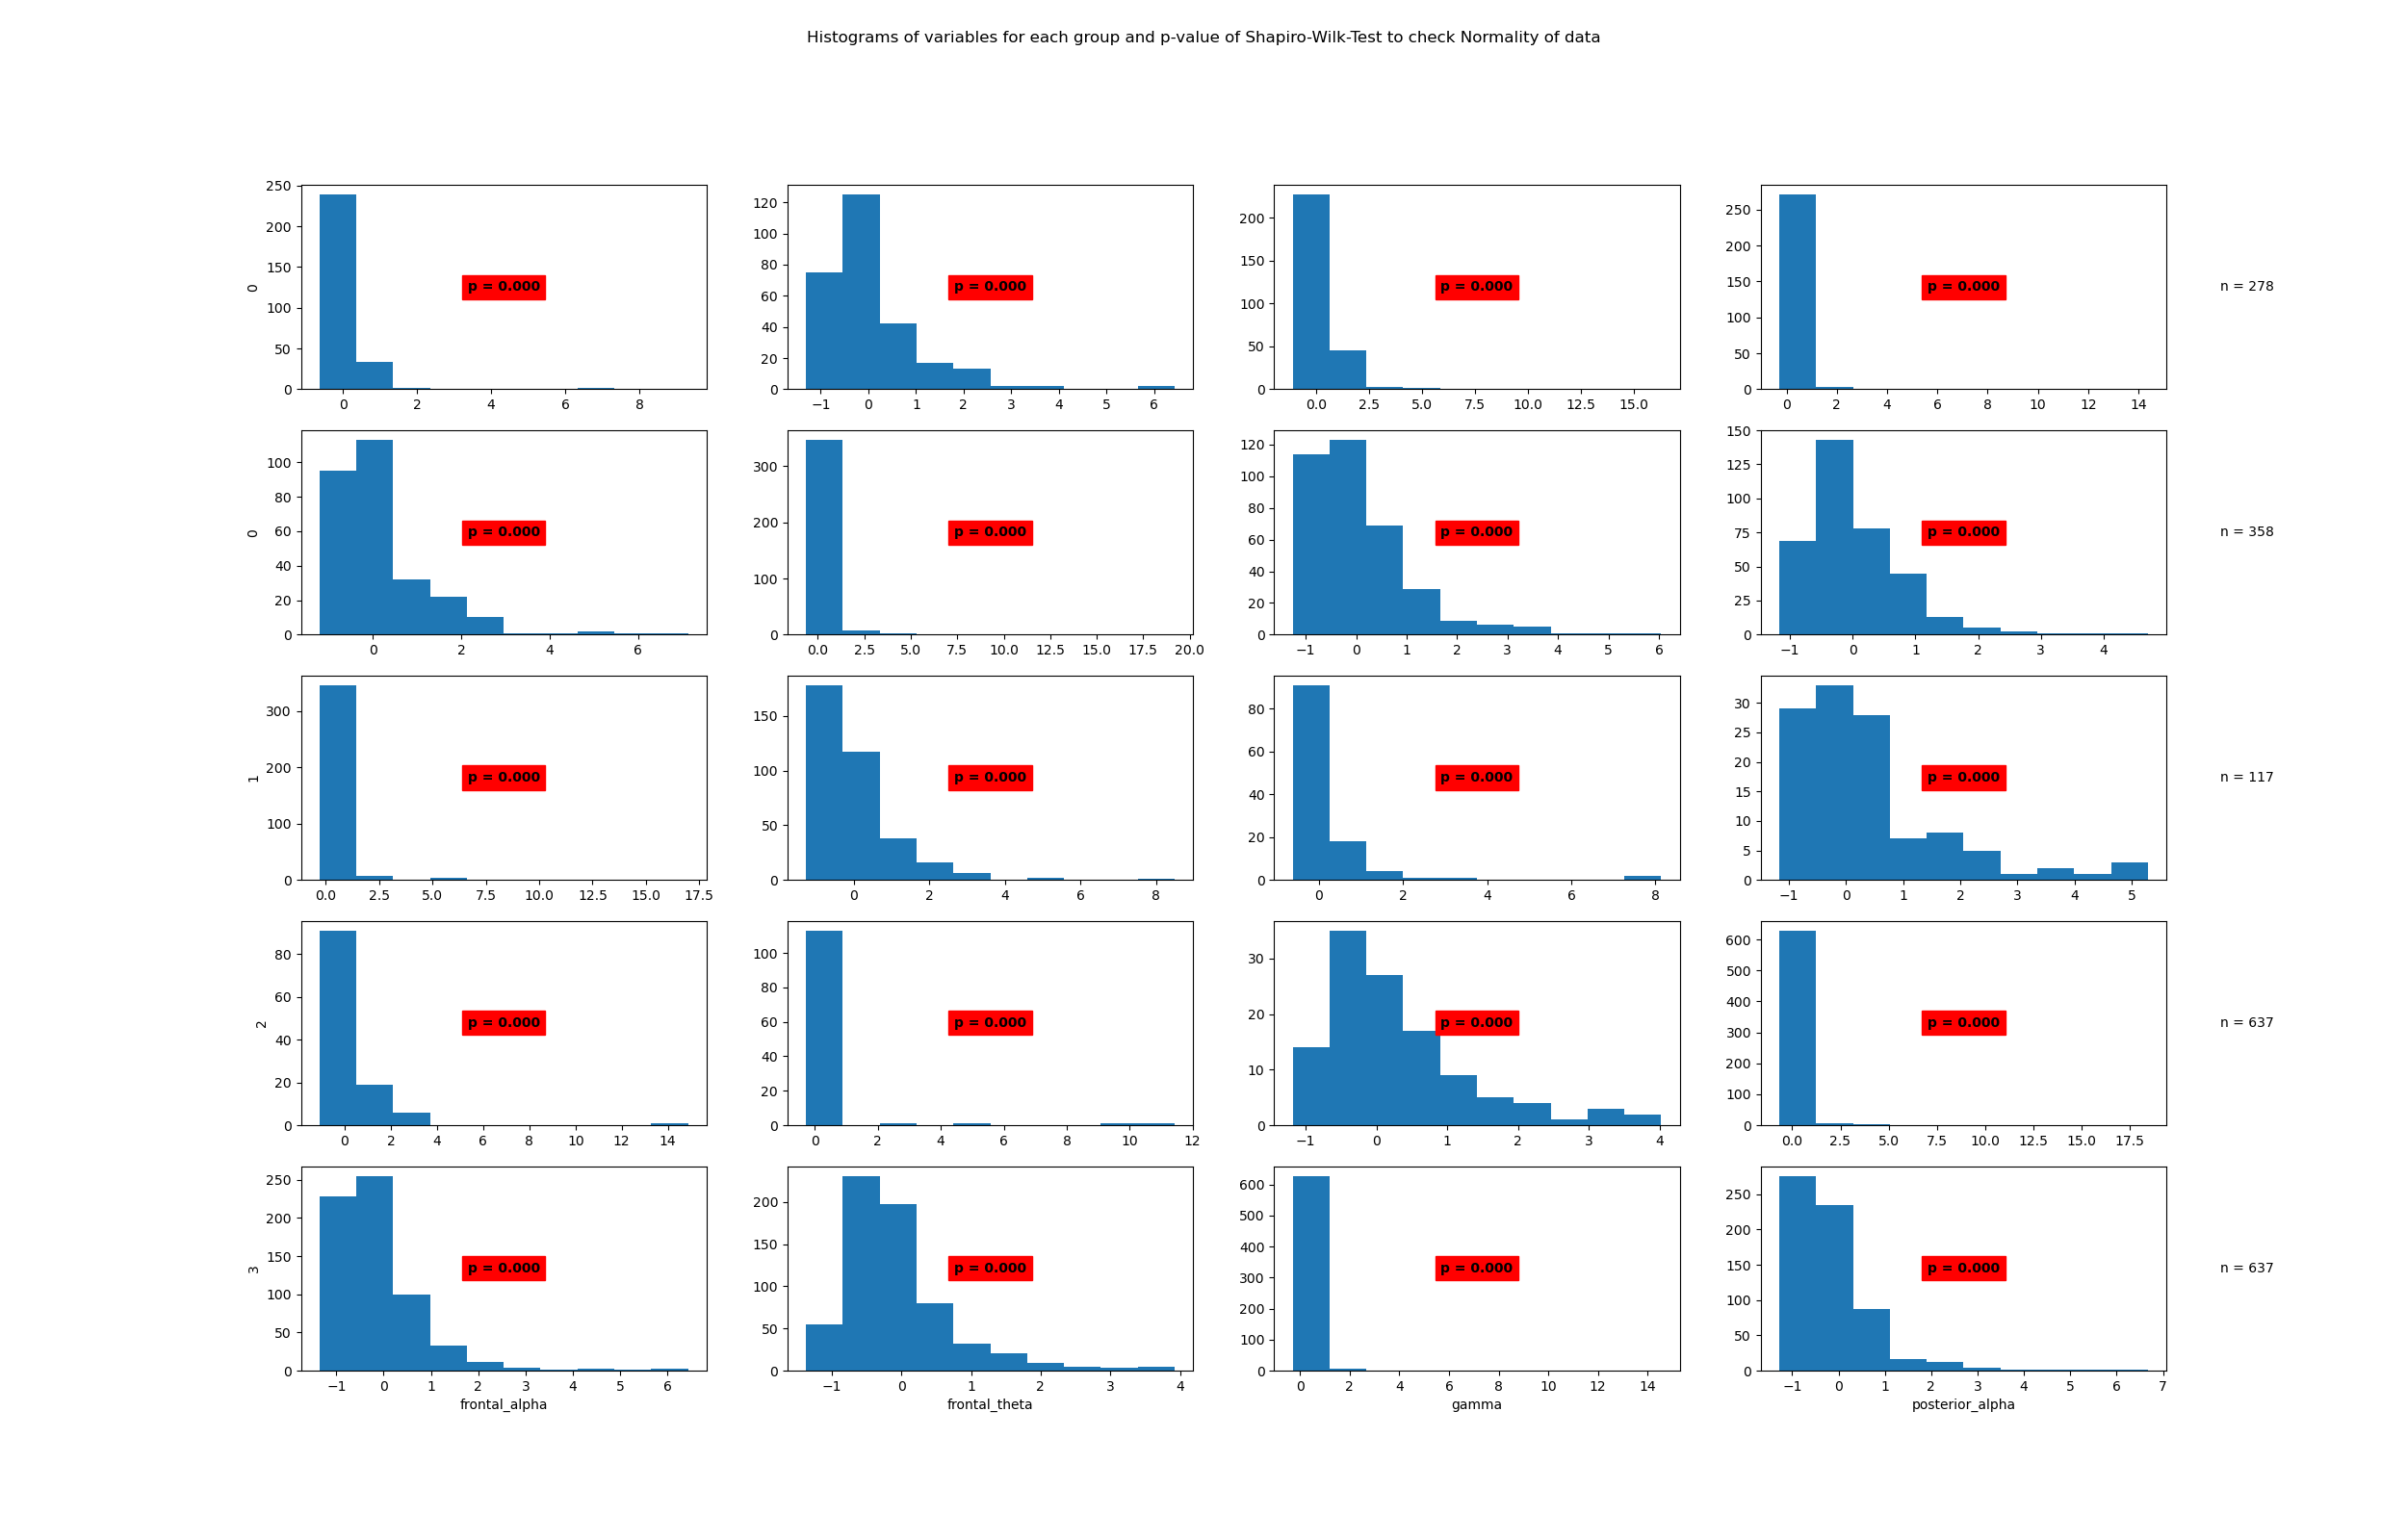 Histograms of variables for each group and p-value of Shapiro-Wilk-Test to check Normality of data
250
200
150
100
50
0
0
p = 0.000
0 2 4 6 8
120
100
80
60
40
20
0
p = 0.000
−1 0 1 2 3 4 5 6
200
150
100
50
0
p = 0.000
0.0 2.5 5.0 7.5 10.0 12.5 15.0
250
200
150
100
50
0
p = 0.000
0 2 4 6 8 10 12 14
n = 278
100
80
60
40
20
0
0
p = 0.000
0 2 4 6
300
200
100
0
p = 0.000
0.0 2.5 5.0 7.5 10.0 12.5 15.0 17.5 20.0
120
100
80
60
40
20
0
p = 0.000
−1 0 1 2 3 4 5 6
150
125
100
75
50
25
0
p = 0.000
−1 0 1 2 3 4
n = 358
300
200
100
0
1
p = 0.000
0.0 2.5 5.0 7.5 10.0 12.5 15.0 17.5
150
100
50
0
p = 0.000
0 2 4 6 8
80
60
40
20
0
p = 0.000
0 2 4 6 8
30
25
20
15
10
5
0
p = 0.000
−1 0 1 2 3 4 5
n = 117
80
60
40
20
0
2
p = 0.000
0 2 4 6 8 10 12 14
100
80
60
40
20
0
p = 0.000
0 2 4 6 8 10 12
30
20
10
0
p = 0.000
−1 0 1 2 3 4
600
500
400
300
200
100
0
p = 0.000
0.0 2.5 5.0 7.5 10.0 12.5 15.0 17.5
n = 637
250
200
150
100
50
0
3
p = 0.000
−1 0 1 2 3 4 5 6
frontal_alpha
200
150
100
50
0
p = 0.000
−1 0 1 2 3 4
frontal_theta
600
500
400
300
200
100
0
p = 0.000
0 2 4 6 8 10 12 14
gamma
250
200
150
100
50
0
p = 0.000
−1 0 1 2 3 4 5 6 7
posterior_alpha
n = 637